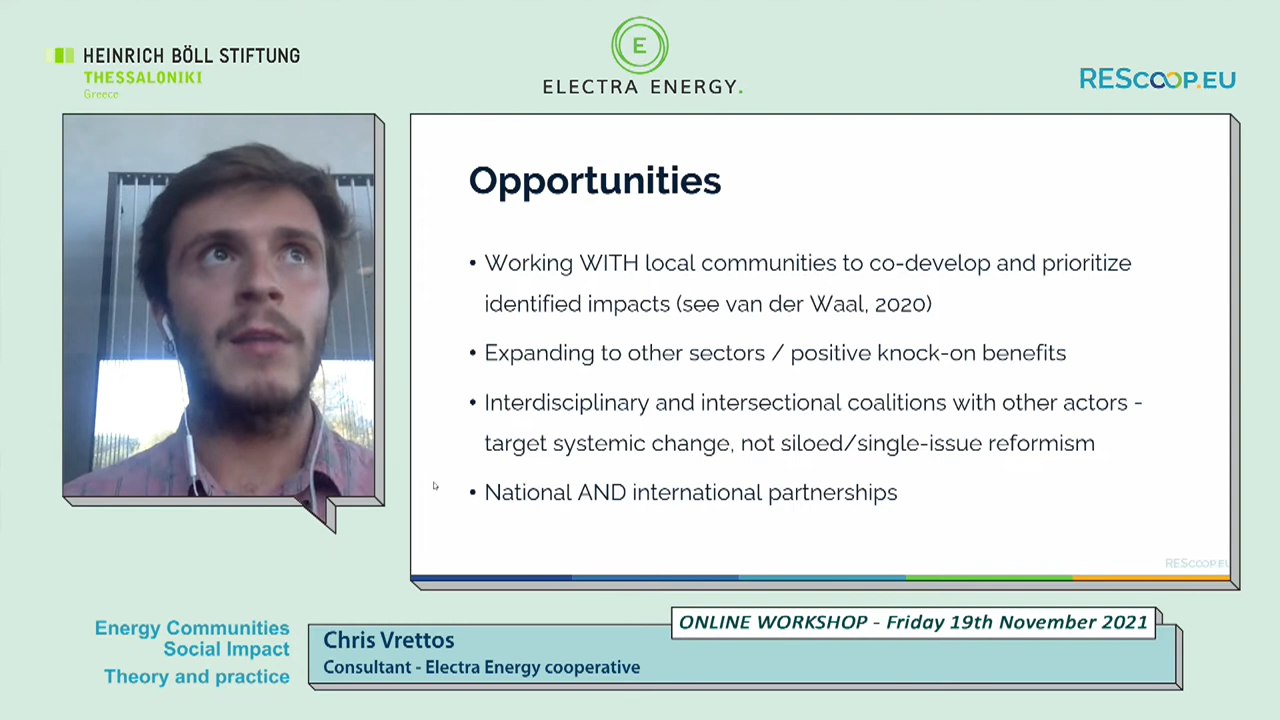 HEINRICH BÖLL STIFTUNG
THESSALONIKI
Greece
E
ELECTRA ENERGY.
REScoop.EU
Opportunities
• Working WITH local communities to co-develop and prioritize
identified impacts (see van der Waal, 2020)
• Expanding to other sectors / positive knock-on benefits
• Interdisciplinary and intersectional coalitions with other actors -
target systemic change, not siloed/single-issue reformism
• National AND international partnerships
REScoop.EU
Energy Communities
Social Impact
Theory and practice
ONLINE WORKSHOP - Friday 19th November 2021
Chris Vrettos
Consultant - Electra Energy cooperative